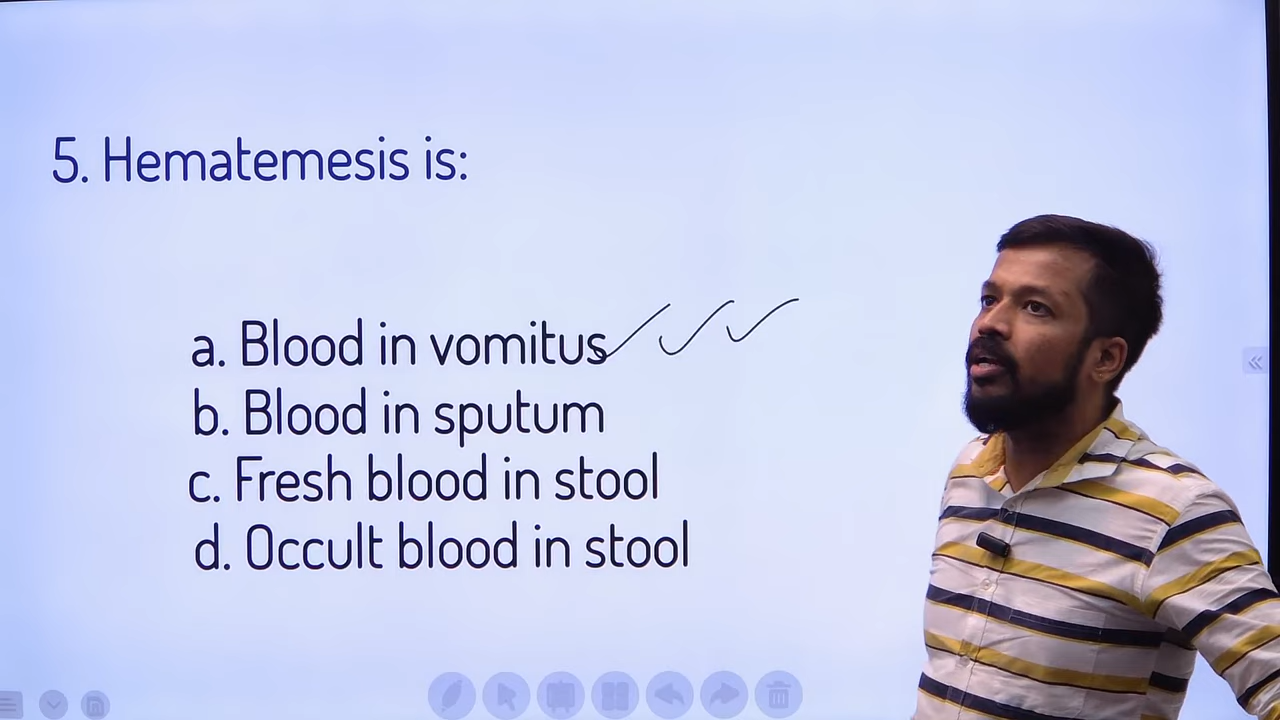 5. Hematemesis is:
a. Blood in vomitus
b. Blood in sputum
c. Fresh blood in stool
d. Occult blood in stool